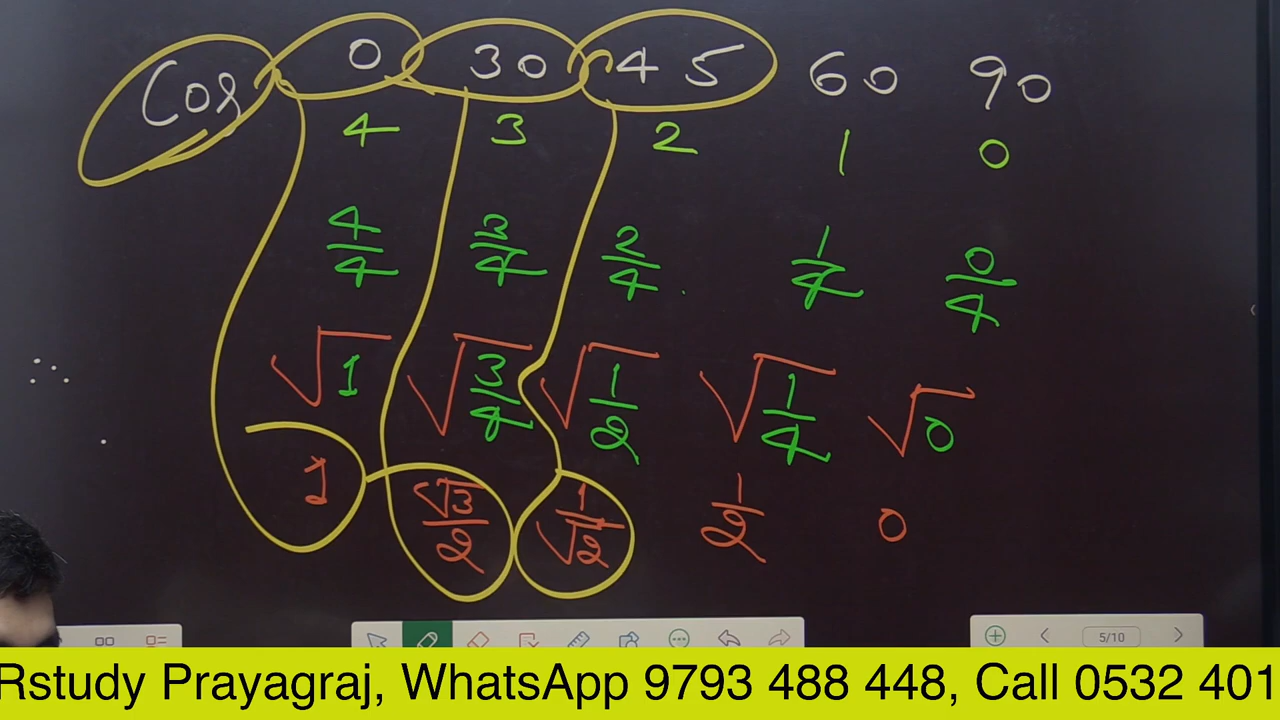 Cos 0 30 45 60 90
4 3 2 1 0
4/4 3/4 2/4 1/4 0/4
√1 √3/4 √1/2 √1/4 √0
1 √3/2 1/√2 1/2 0
5/10
Rstudy Prayagraj, WhatsApp 9793 488 448, Call 0532 401